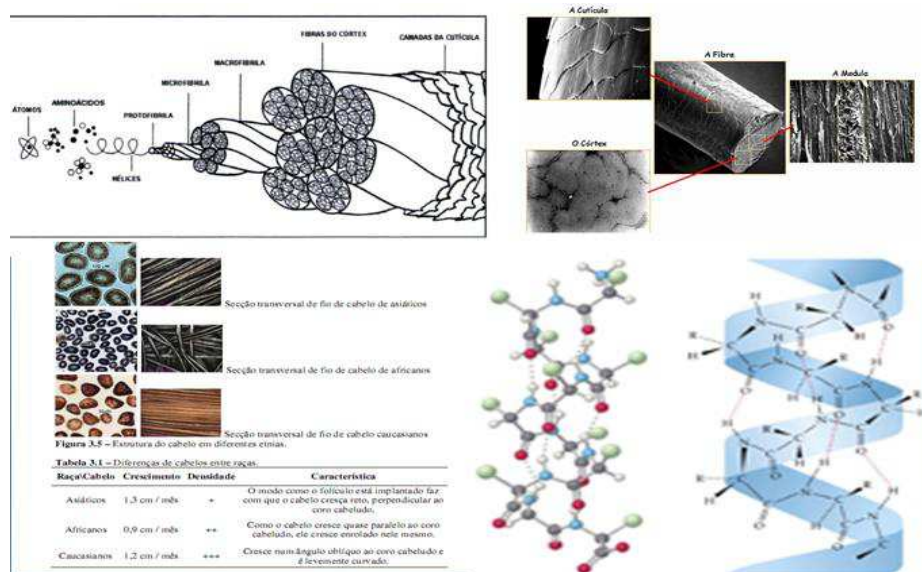 CAMADAS DA CUTÍCULA
FIBRAS DO CÓRTEX
MACROFIBRILA
MICROFIBRILA
PROTOFIBRILA
AMINOÁCIDOS
ÁTOMOS
HÉLICES
A Cutícula
A Fibra
A Medula
O Córtex
Secção transversal de fio de cabelo de asiáticos
Secção transversal de fio de cabelo de africanos
Secção transversal de fio de cabelo caucasianos
Figura 3.5 – Estrutura do cabelo em diferentes etnias.
Tabela 3.1 – Diferenças de cabelos entre raças.
Raça\Cabelo Crescimento Densidade Característica
Asiáticos 1,3 cm / mês + O modo como o folículo está implantado faz
com que o cabelo cresça reto, perpendicular ao
coro cabeludo.
Africanos 0,9 cm / mês ++ Como o cabelo cresce quase paralelo ao coro
cabeludo, ele cresce enrolado nele mesmo.
Caucasianos 1,2 cm / mês +++ Cresce num ângulo oblíquo ao coro cabeludo e
é levemente curvado.